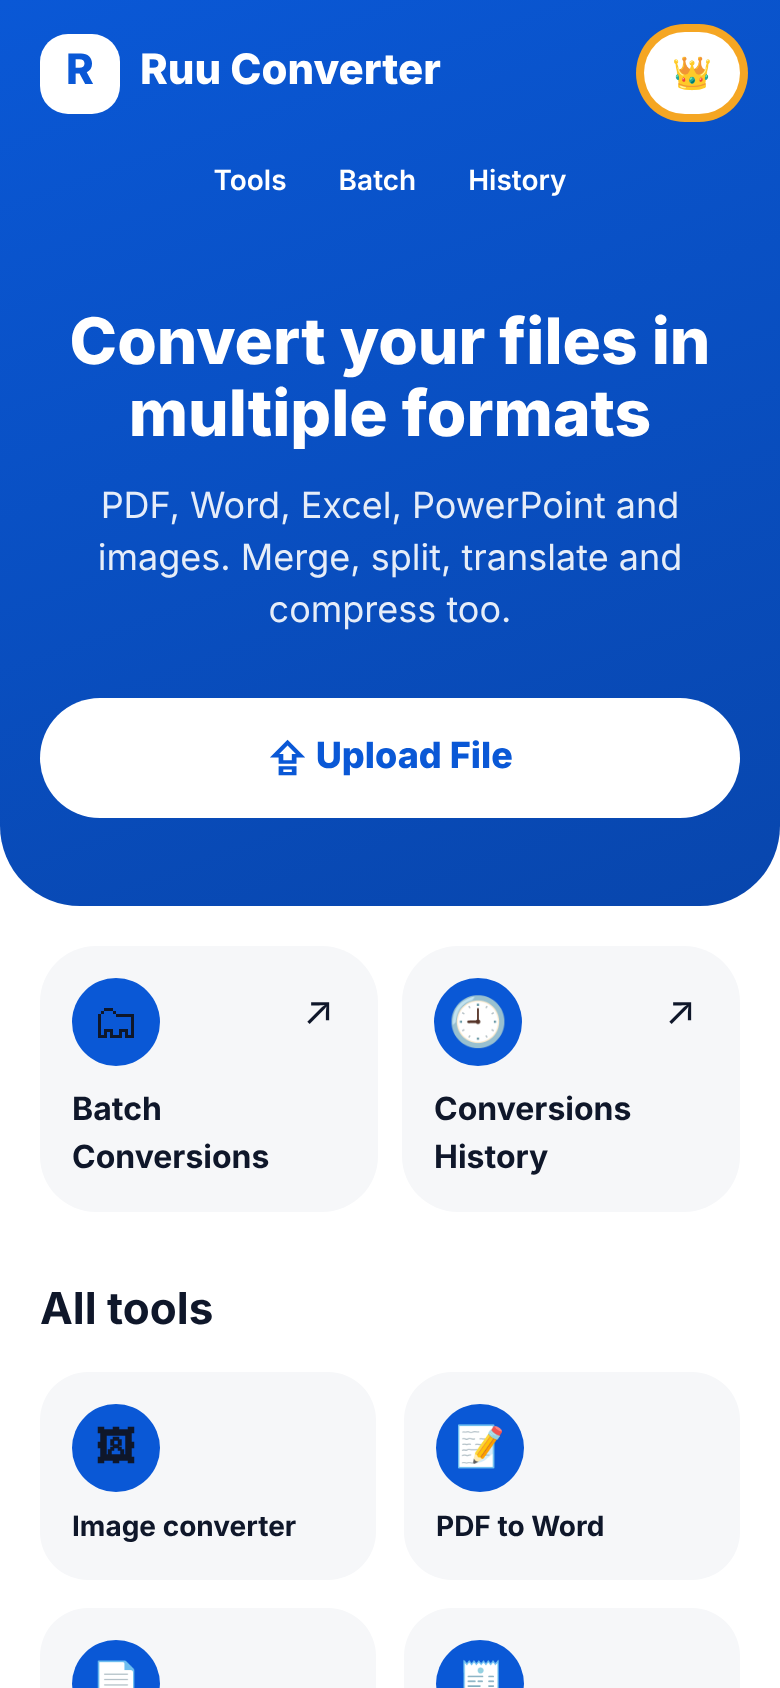 R
Ruu Converter
Tools Batch History
Convert your files in
multiple formats
PDF, Word, Excel, PowerPoint and
images. Merge, split, translate and
compress too.
Upload File
Batch
Conversions
Conversions
History
All tools
Image converter
PDF to Word